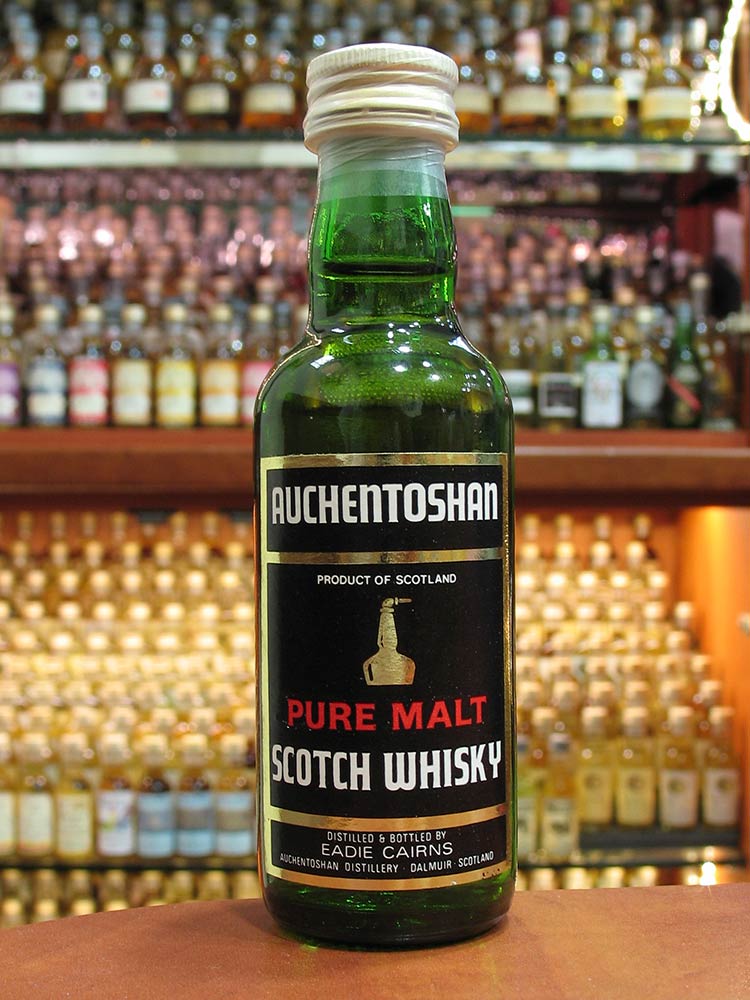 AUCHENTOSHAN
PRODUCT OF SCOTLAND
PURE MALT
SCOTCH WHISKY
DISTILLED & BOTTLED BY
EADIE CAIRNS
AUCHENTOSHAN DISTILLERY · DALMUIR · SCOTLAND